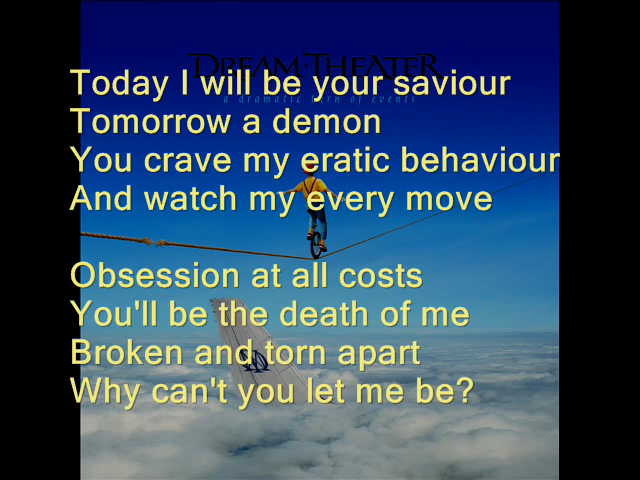 DREAM THEATER
Today I will be your saviour
a dramatic turn of events
Tomorrow a demon
You crave my eratic behaviour
And watch my every move
Obsession at all costs
You'll be the death of me
Broken and torn apart
Why can't you let me be?